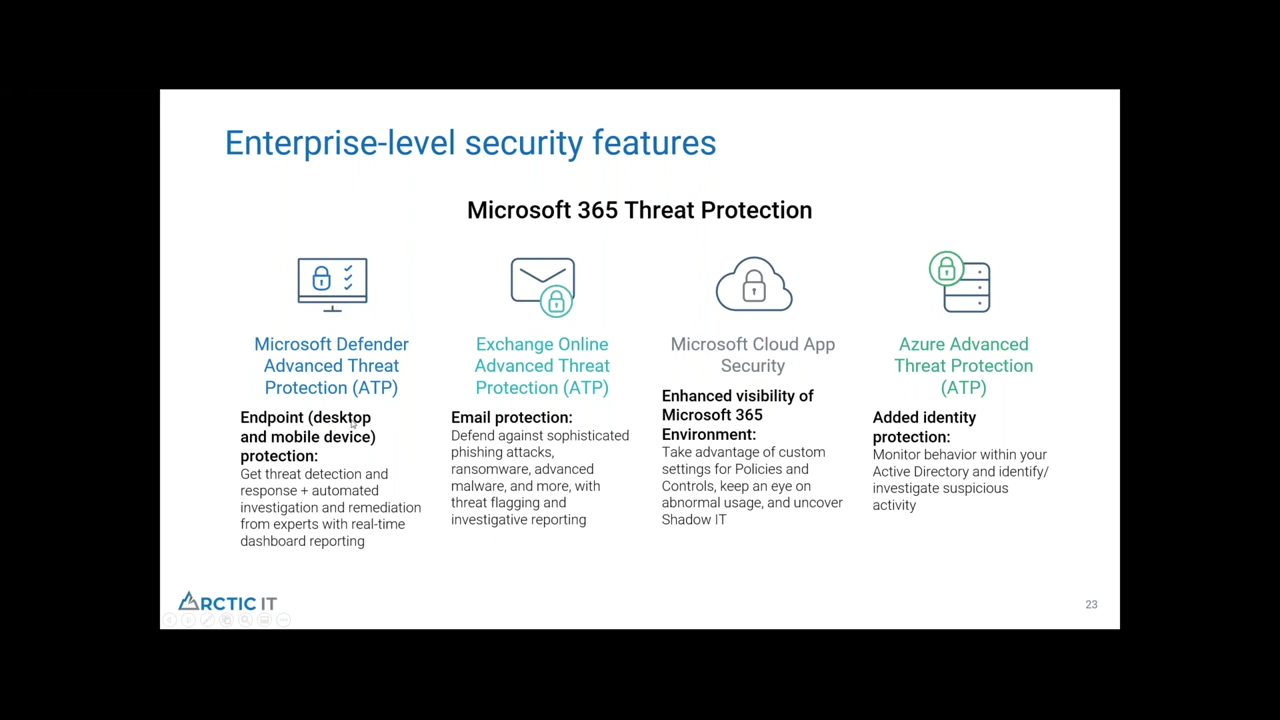 Enterprise-level security features
Microsoft 365 Threat Protection
Microsoft Defender
Advanced Threat
Protection (ATP)
Endpoint (desktop
and mobile device)
protection:
Get threat detection and
response + automated
investigation and remediation
from experts with real-time
dashboard reporting
Exchange Online
Advanced Threat
Protection (ATP)
Email protection:
Defend against sophisticated
phishing attacks,
ransomware, advanced
malware, and more, with
threat flagging and
investigative reporting
Microsoft Cloud App
Security
Enhanced visibility of
Microsoft 365
Environment:
Take advantage of custom
settings for Policies and
Controls, keep an eye on
abnormal usage, and uncover
Shadow IT
Azure Advanced
Threat Protection
(ATP)
Added identity
protection:
Monitor behavior within your
Active Directory and identify/
investigate suspicious
activity
ARCTIC IT
23